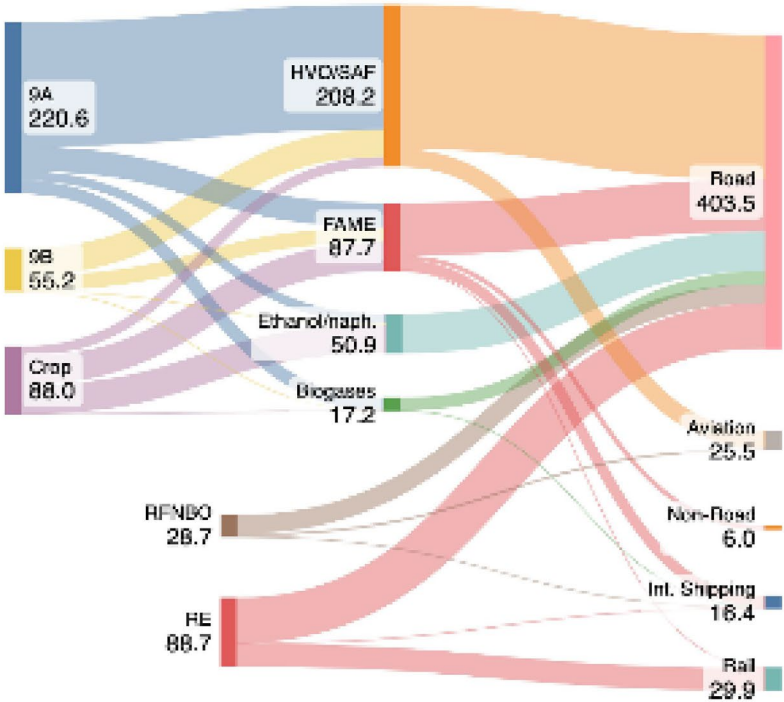 9A
220.6
9B
55.2
Crop
88.0
HVO/SAF
208.2
FAME
87.7
Ethanol/naph.
50.9
Biogases
17.2
RFNBO
28.7
RE
88.7
Road
403.5
Aviation
25.5
Non-Road
6.0
Int. Shipping
16.4
Rail
29.9